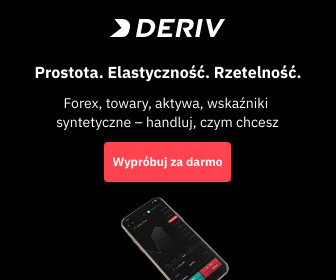 DERIV
Prostota. Elastyczność. Rzetelność.
Forex, towary, aktywa, wskaźniki
syntetyczne – handluj, czym chcesz
Wypróbuj za darmo